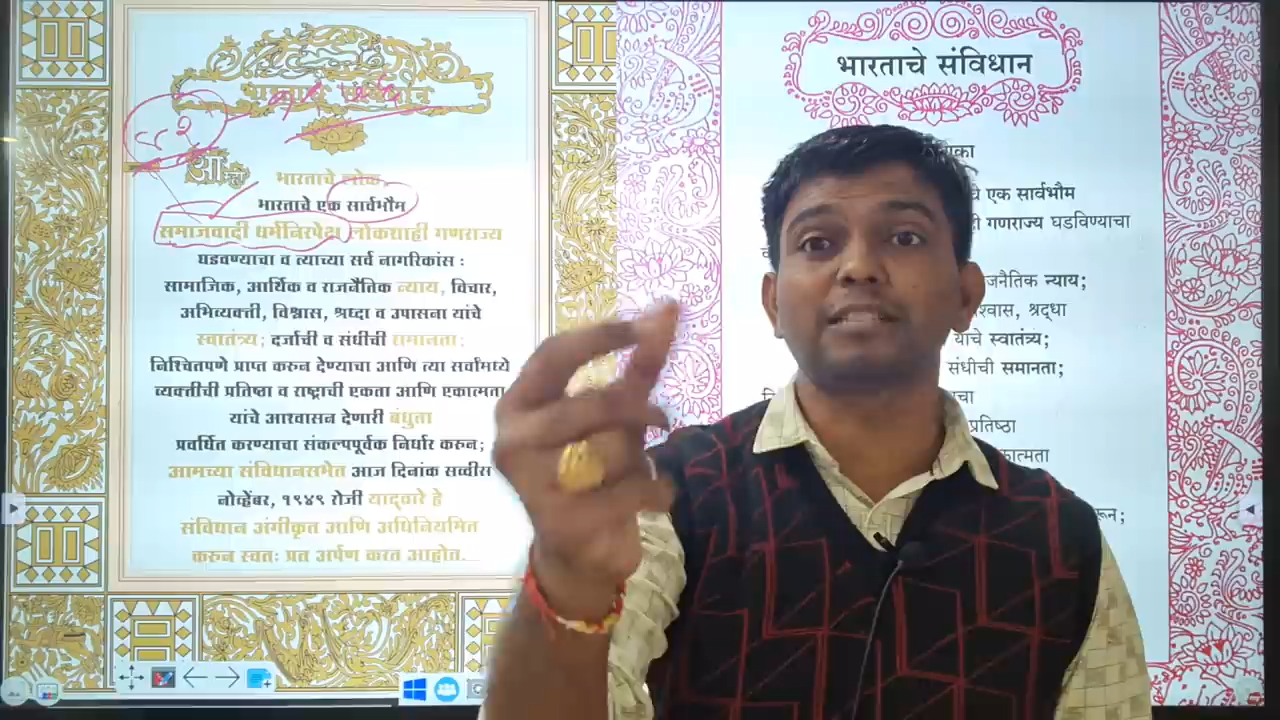 आम्ही
भारताचे लोक,
भारताचे एक सार्वभौम
समाजवादी धर्मनिरपेक्ष लोकशाही गणराज्य
घडवण्याचा व त्याच्या सर्व नागरिकांस :
सामाजिक, आर्थिक व राजनैतिक न्याय, विचार,
अभिव्यक्ती, विश्वास, श्रध्दा व उपासना यांचे
स्वातंत्र्य; दर्जाची व संधीची समानता;
निश्चितपणे प्राप्त करुन देण्याचा आणि त्या सर्वांमध्ये
व्यक्तीची प्रतिष्ठा व राष्ट्राची एकता आणि एकात्मता
यांचे आश्वासन देणारी बंधुता
प्रवर्धित करण्याचा संकल्पपूर्वक निर्धार करुन;
आमच्या संविधानसभेत आज दिनांक सव्वीस
नोव्हेंबर, १९४९ रोजी याद्वारे हे
संविधान अंगीकृत आणि अधिनियमित
करुन स्वतः प्रत अर्पण करत आहोत.
भारताचे संविधान
एक सार्वभौम
गणराज्य घडविण्याचा
न्याय;
श्रद्धा
यांचे स्वातंत्र्य;
संधीची समानता;
प्रतिष्ठा